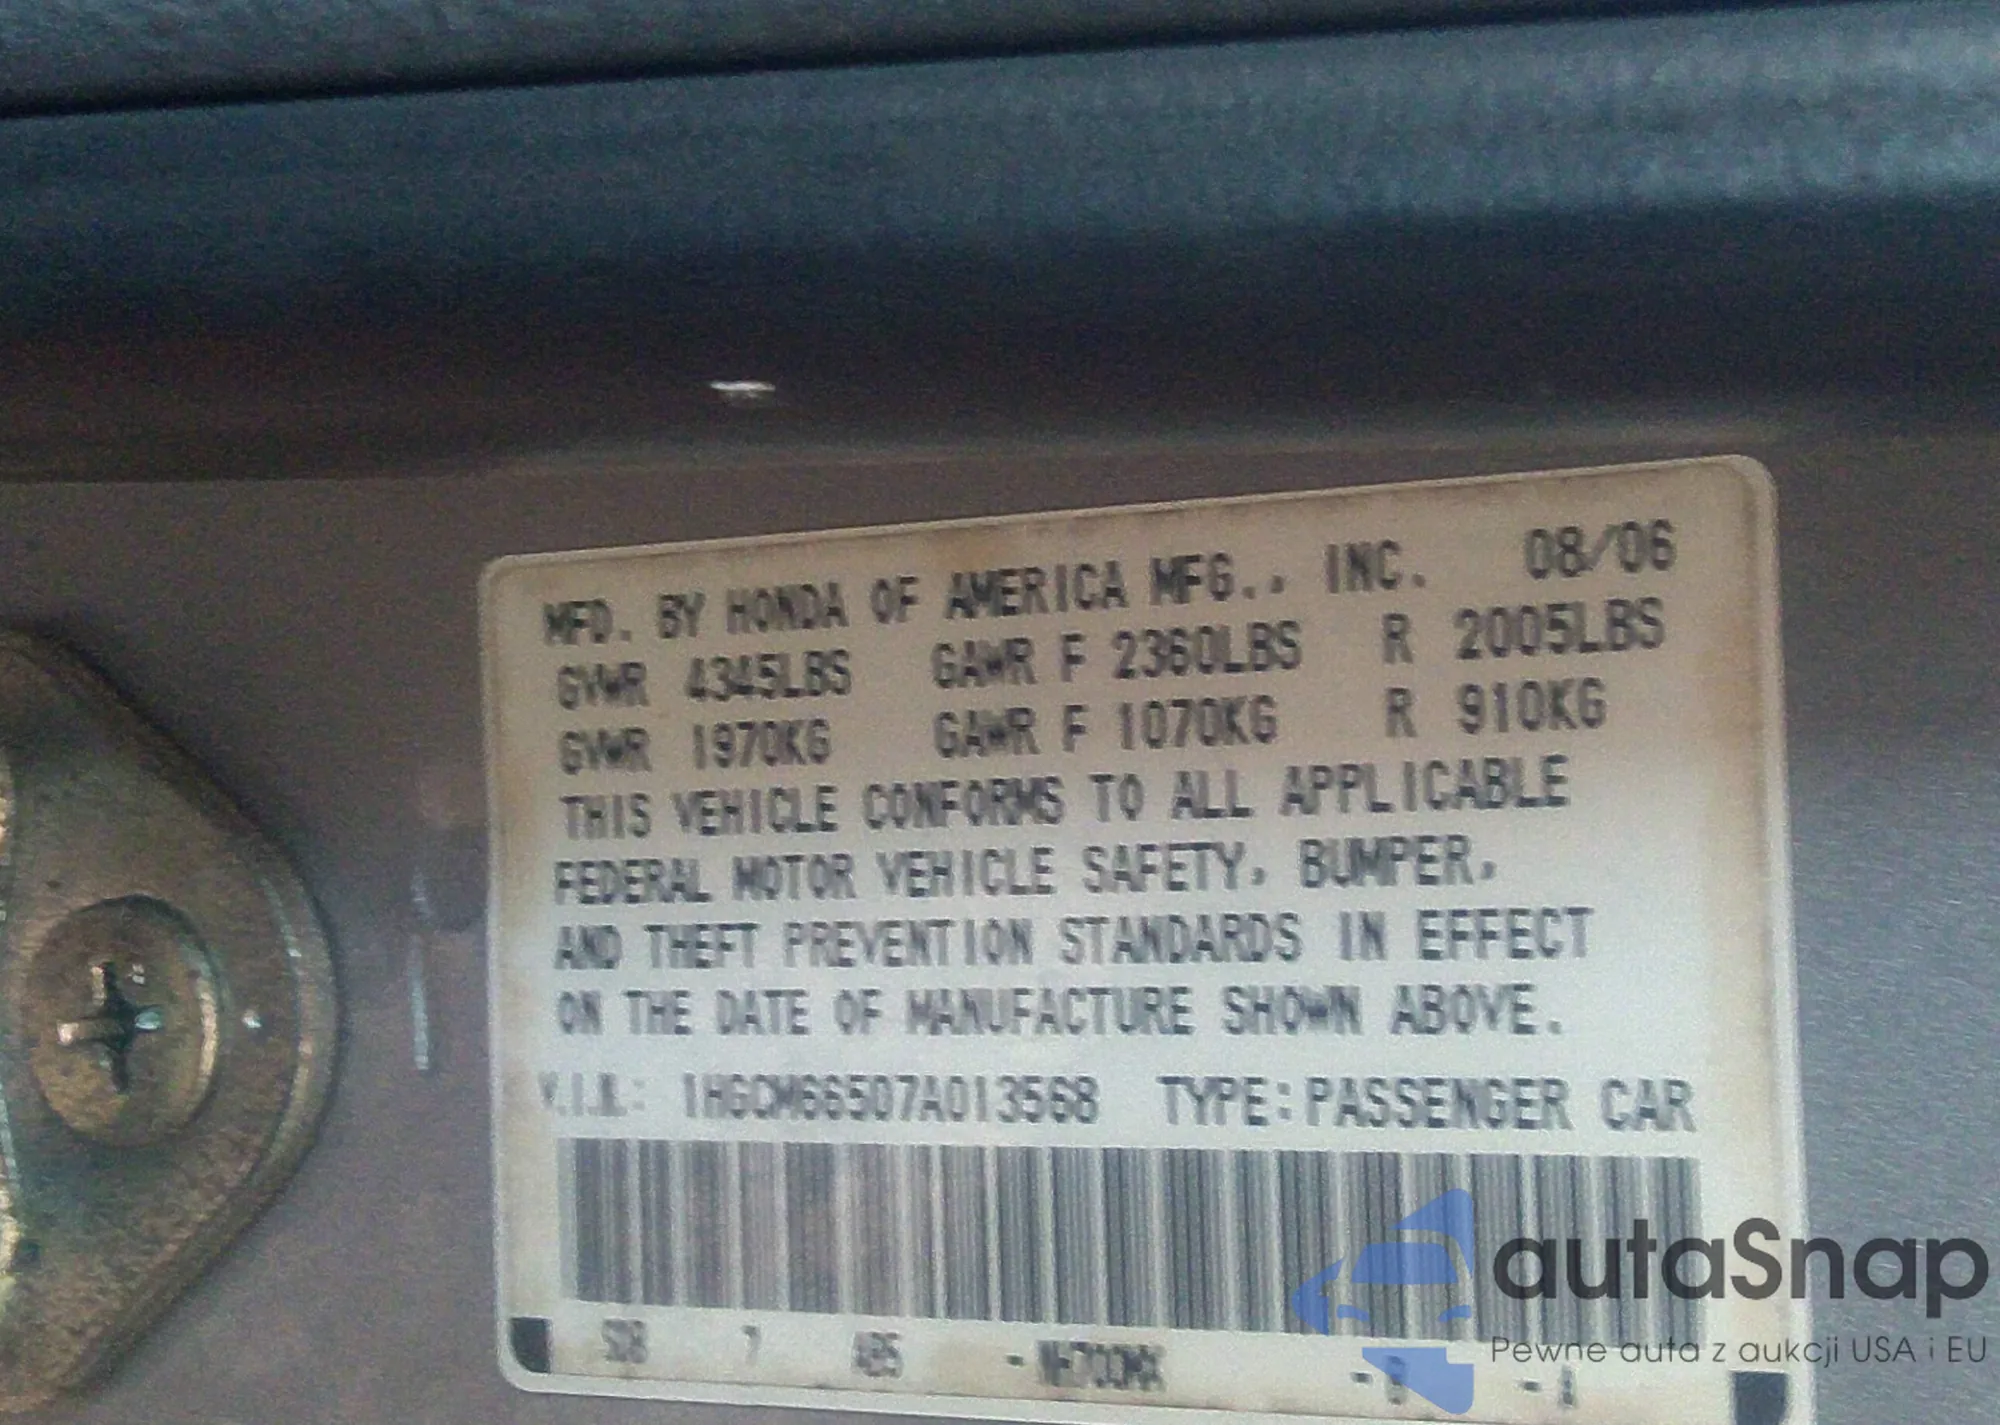 MFD. BY HONDA OF AMERICA MFG., INC. 08/06
GVWR 4345LBS GAWR F 2360LBS R 2005LBS
GVWR 1970KG GAWR F 1070KG R 910KG
THIS VEHICLE CONFORMS TO ALL APPLICABLE
FEDERAL MOTOR VEHICLE SAFETY, BUMPER,
AND THEFT PREVENTION STANDARDS IN EFFECT
ON THE DATE OF MANUFACTURE SHOWN ABOVE.
V.I.N.: 1HGCM66507A013568 TYPE:PASSENGER CAR
7 - NH700MX - B - A
autaSnap
Pewne auta z aukcji USA i EU